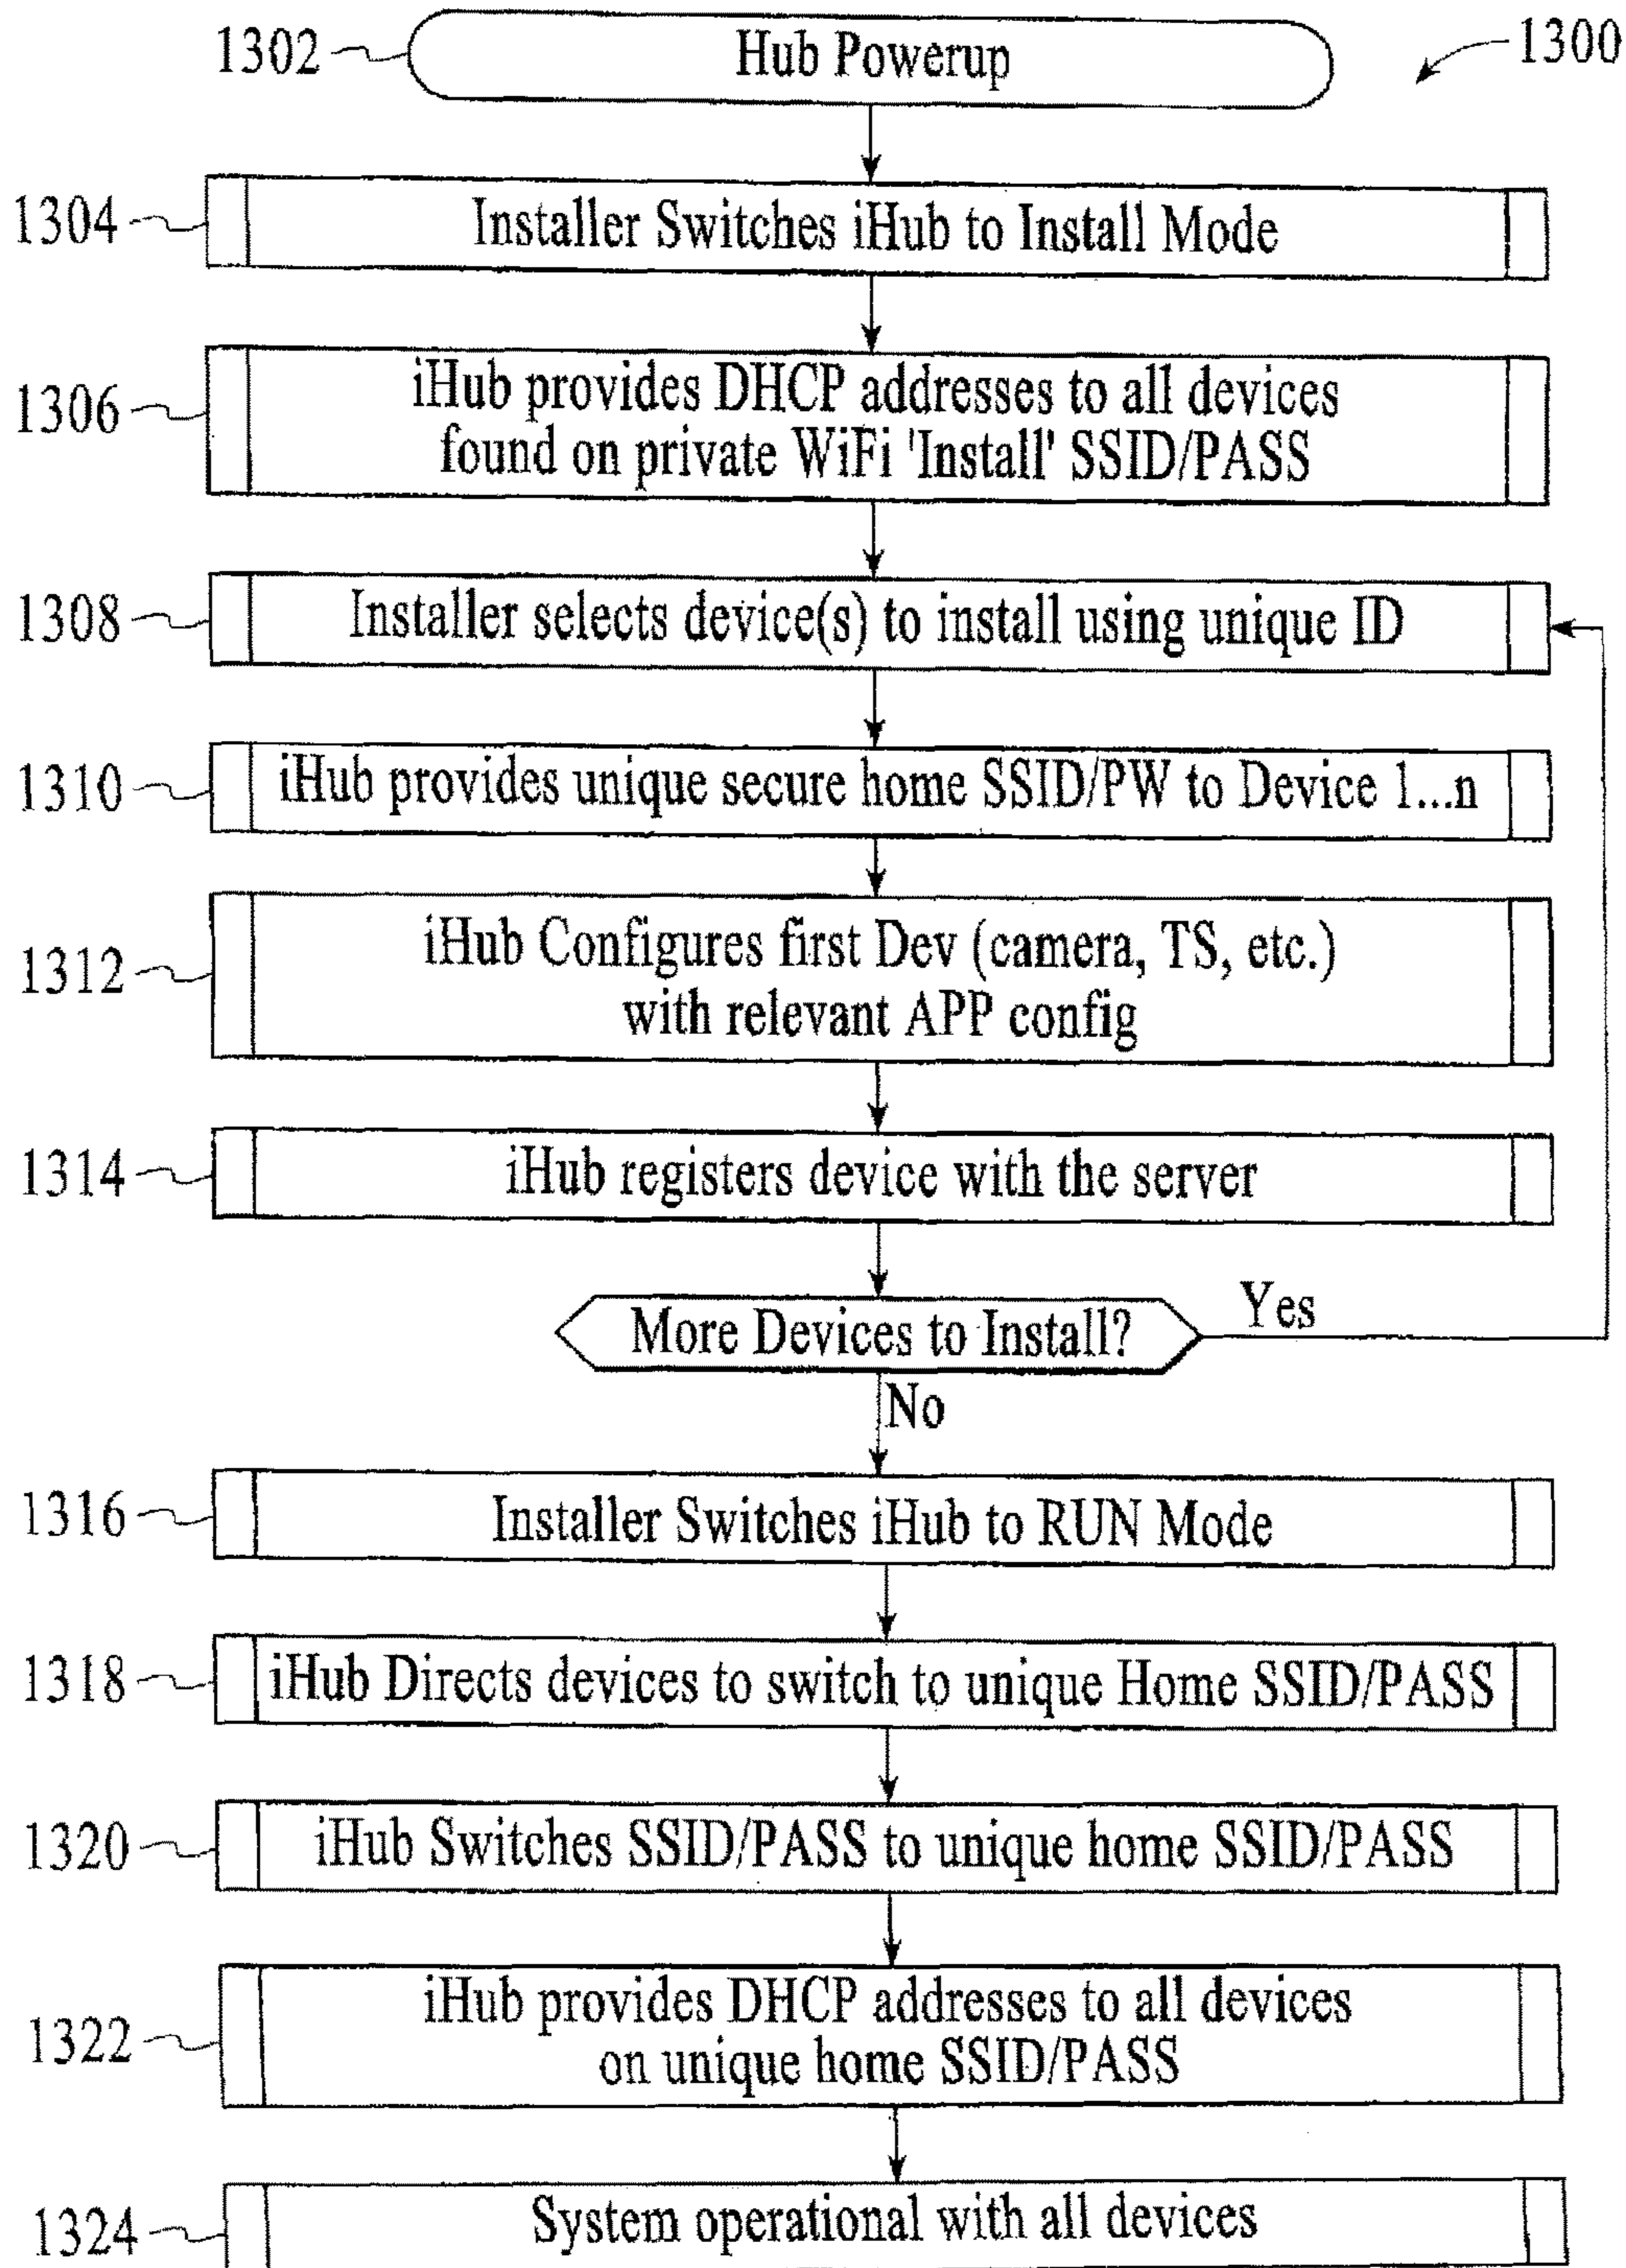 1302 Hub Powerup 1300
1304 Installer Switches iHub to Install Mode
1306 iHub provides DHCP addresses to all devices
found on private WiFi 'Install' SSID/PASS
1308 Installer selects device(s) to install using unique ID
1310 iHub provides unique secure home SSID/PW to Device 1...n
1312 iHub Configures first Dev (camera, TS, etc.)
with relevant APP config
1314 iHub registers device with the server
More Devices to Install? Yes
No
1316 Installer Switches iHub to RUN Mode
1318 iHub Directs devices to switch to unique Home SSID/PASS
1320 iHub Switches SSID/PASS to unique home SSID/PASS
1322 iHub provides DHCP addresses to all devices
on unique home SSID/PASS
1324 System operational with all devices